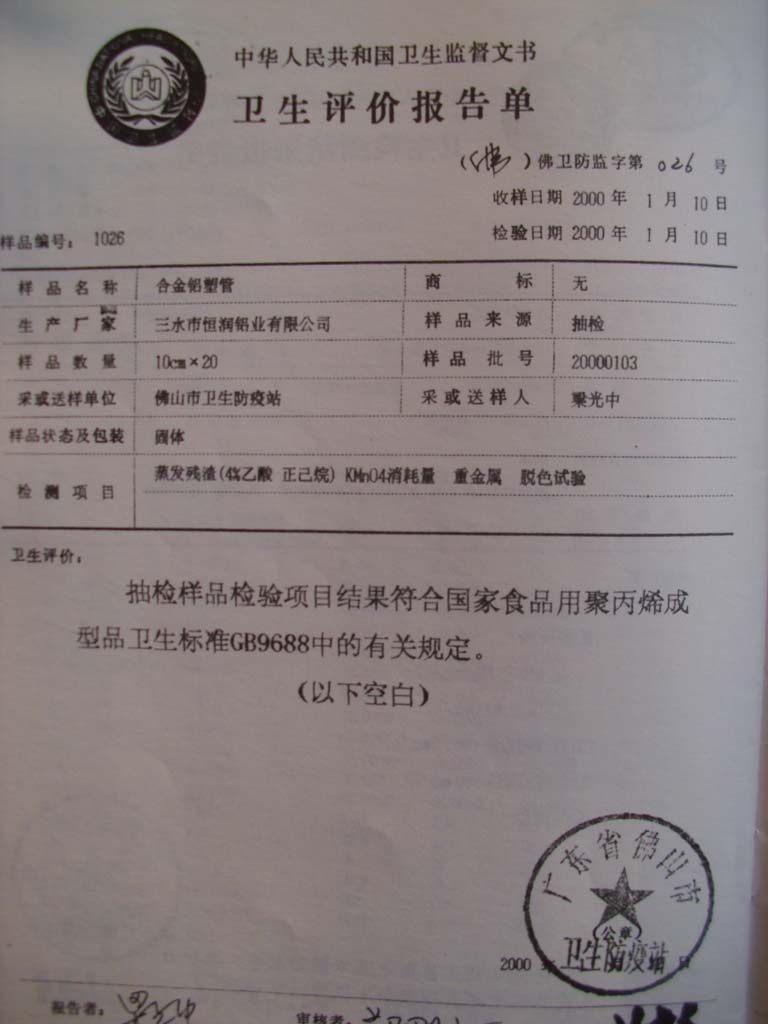 中华人民共和国卫生监督文书
卫生评价报告单
(佛)佛卫防监字第 026 号
收样日期 2000 年 1 月 10 日
样品编号: 1026
检验日期 2000 年 1 月 10 日
样品名称 合金铝塑管 商标 无
生产厂家 三水市恒润铝业有限公司 样品来源 抽检
样品数量 10cm×20 样品批号 20000103
采或送样单位 佛山市卫生防疫站 采或送样人 梁光中
样品状态及包装 固体
检测项目 蒸发残渣(4%乙酸 正己烷) KMnO4消耗量 重金属 脱色试验
卫生评价:
抽检样品检验项目结果符合国家食品用聚丙烯成
型品卫生标准GB9688中的有关规定。
(以下空白)
广东省佛山市
(公章)
卫生防疫站
2000 年 月 日
报告者:
审核者: